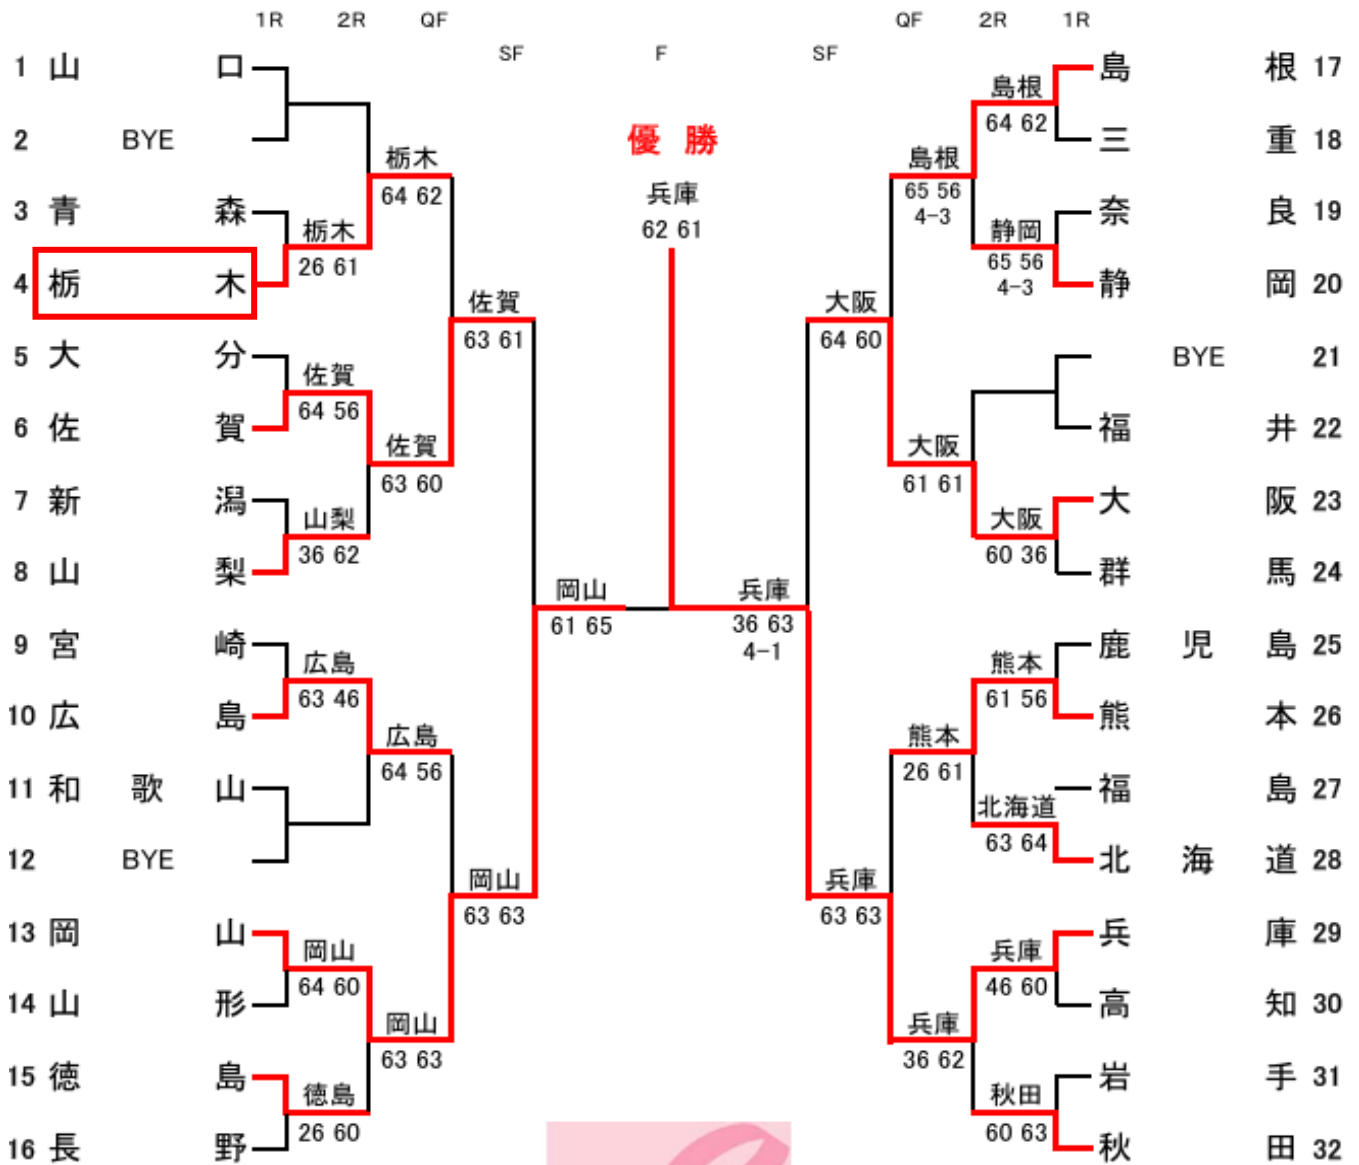 1R 2R QF QF 2R 1R
SF F SF
1 山 口
2 BYE
3 青 森
4 栃 木
5 大 分
6 佐 賀
7 新 潟
8 山 梨
9 宮 崎
10 広 島
11 和 歌 山
12 BYE
13 岡 山
14 山 形
15 徳 島
16 長 野
栃木
26 61
佐賀
64 56
山梨
36 62
広島
63 46
岡山
64 60
徳島
26 60
栃木
64 62
佐賀
63 60
広島
64 56
岡山
63 63
佐賀
63 61
岡山
63 63
岡山
61 65
優 勝
兵庫
62 61
兵庫
36 63
4-1
大阪
64 60
兵庫
63 63
島根
65 56
4-3
大阪
61 61
熊本
26 61
兵庫
36 62
島根
64 62
静岡
65 56
4-3
大阪
60 36
熊本
61 56
北海道
63 64
兵庫
46 60
秋田
60 63
島 根 17
三 重 18
奈 良 19
静 岡 20
BYE 21
福 井 22
大 阪 23
群 馬 24
鹿 児 島 25
熊 本 26
福 島 27
北 海 道 28
兵 庫 29
高 知 30
岩 手 31
秋 田 32